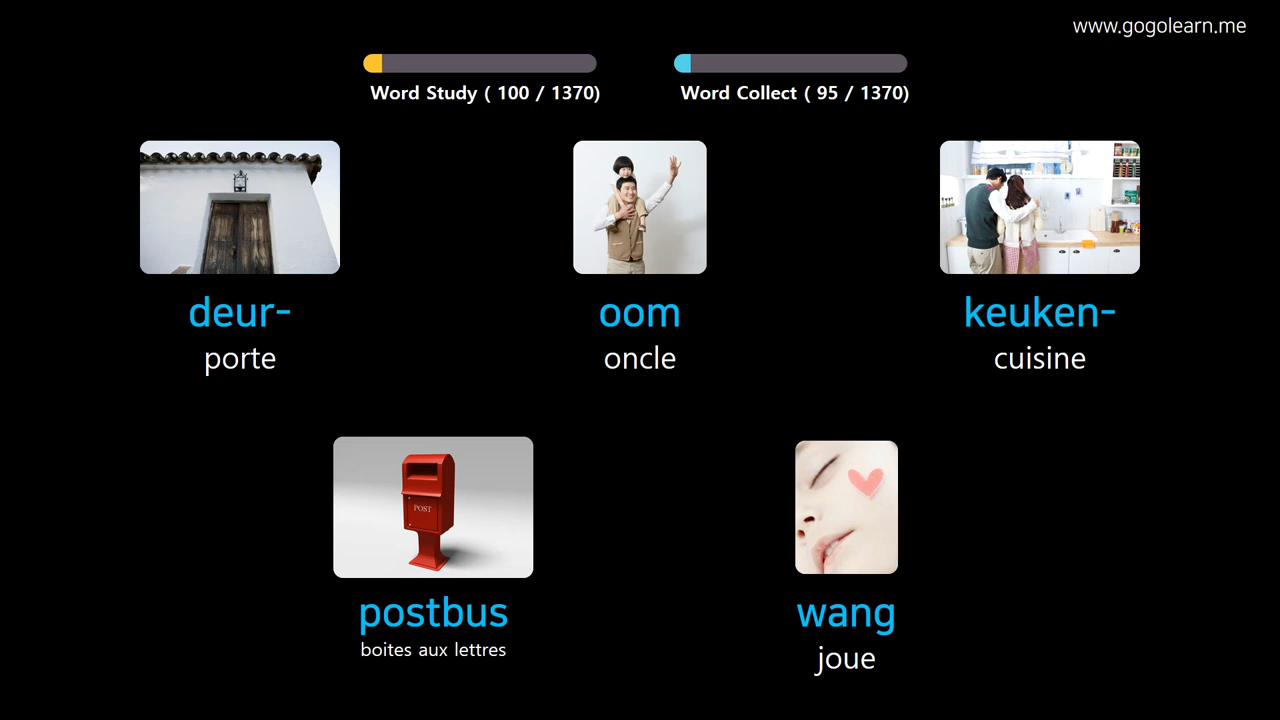 www.gogolearn.me
Word Study ( 100 / 1370)
Word Collect ( 95 / 1370)
deur-
porte
oom
oncle
keuken-
cuisine
POST
postbus
boites aux lettres
wang
joue